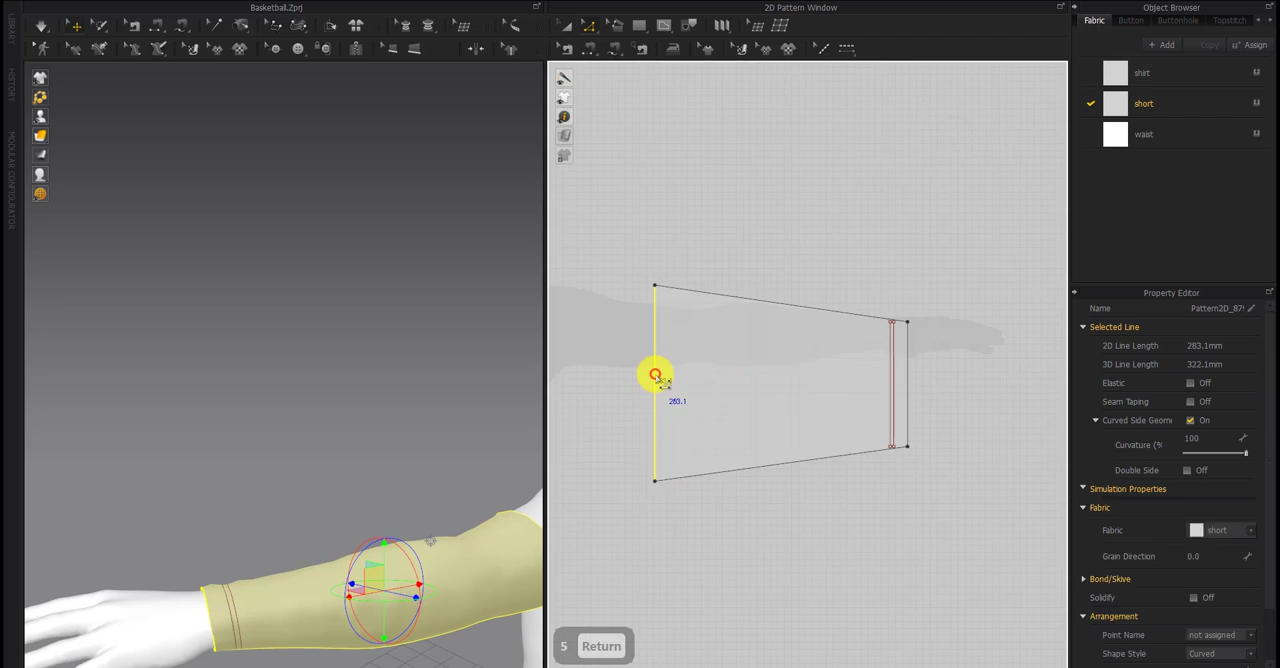 Basketball.Zprj
2D Pattern Window
Object Browser
LIBRARY
HISTORY
MODULAR CONFIGURATOR
Fabric
Button
Buttonhole
Topstitch
+ Add
Copy
Assign
shirt
short
waist
283.1
Property Editor
Name
Pattern2D_87
Selected Line
2D Line Length
283.1mm
3D Line Length
322.1mm
Elastic
Off
Seam Taping
Off
Curved Side Geom
On
Curvature (%
100
Double Side
Off
Simulation Properties
Fabric
Fabric
short
Grain Direction
0.0
Bond/Skive
Solidify
Off
Arrangement
Point Name
not assigned
Shape Style
Curved
5 Return